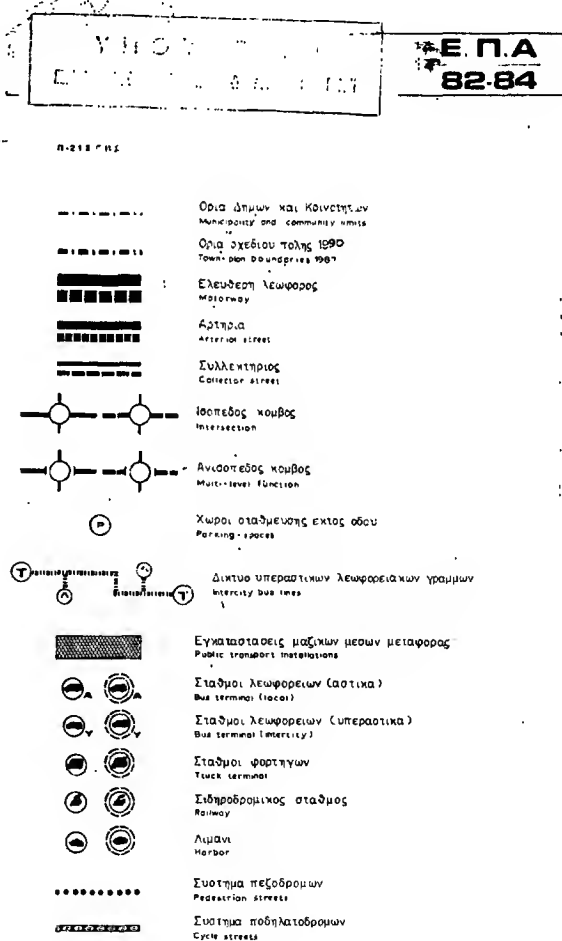 Ε.Π.Α
82-84
Ορια Δημων και Κοινοτητων
Municipality and community limits
Ορια σχεδιου πολης 1990
Town-plan boundries 1987
Ελευθερη λεωφορος
Motorway
Αρτηρια
Arterial street
Συλλεκτηριος
Collector street
Ισοπεδος κομβος
Intersection
Ανισοπεδος κομβος
Multi-level function
P
Χωροι σταθμευσης εκτος οδου
Parking-spaces
T
T
Δικτυο υπεραστικων λεωφορειακων γραμμων
Intercity bus lines
Εγκαταστασεις μαζικων μεσων μεταφορας
Public transport installations
A A
Σταθμοι λεωφορειων (αστικα)
Bus terminal (local)
Y Y
Σταθμοι λεωφορειων (υπεραστικα)
Bus terminal (intercity)
Σταθμοι φορτηγων
Truck terminal
Σιδηροδρομικος σταθμος
Railway
Λιμανι
Harbor
Συστημα πεζοδρομων
Pedestrian streets
Συστημα ποδηλατοδρομων
Cycle streets